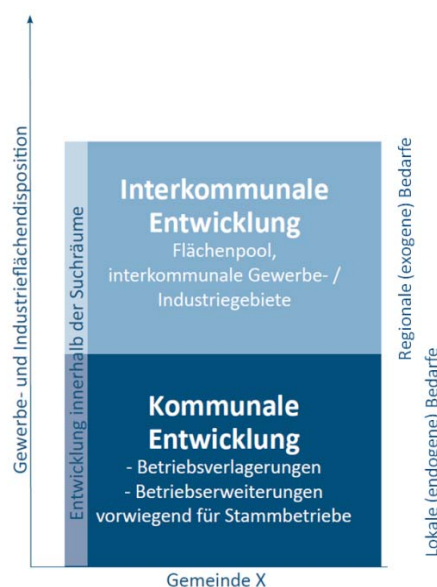 Gewerbe- und Industrieflächendisposition
Entwicklung innerhalb der Suchräume
Interkommunale
Entwicklung
Flächenpool,
interkommunale Gewerbe- /
Industriegebiete
Kommunale
Entwicklung
- Betriebsverlagerungen
- Betriebserweiterungen
vorwiegend für Stammbetriebe
Regionale (exogene) Bedarfe
Lokale (endogene) Bedarfe
Gemeinde X